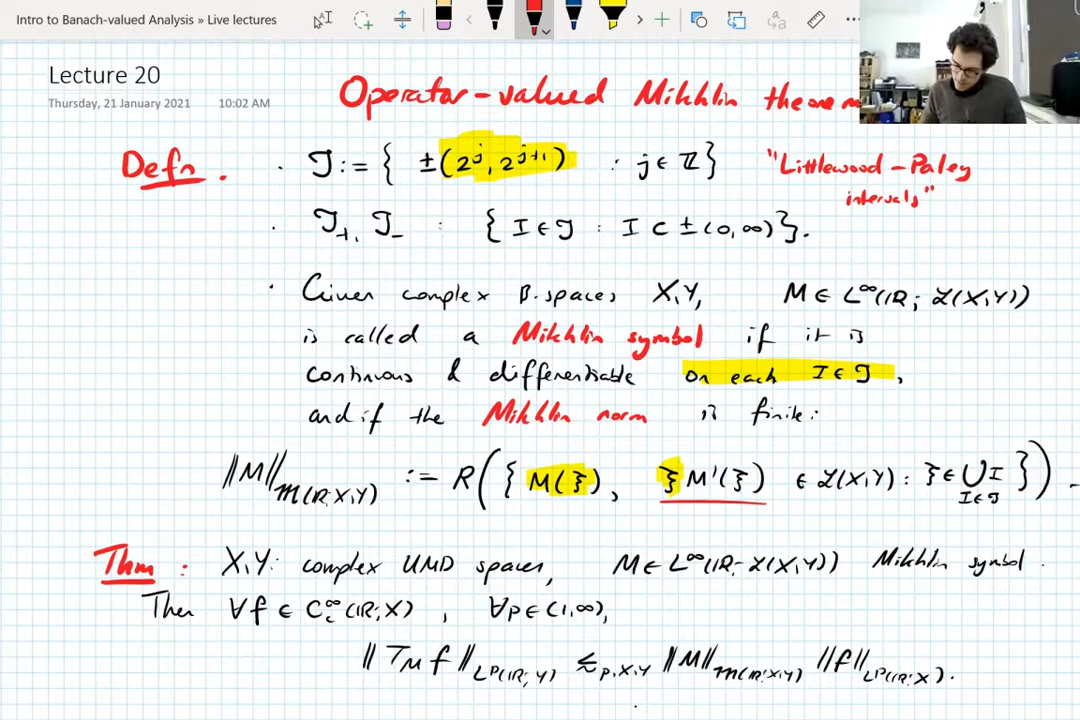 Intro to Banach-valued Analysis » Live lectures
Lecture 20
Thursday, 21 January 2021 10:02 AM
Operator-valued Mikhlin theorem
Defn. · J := { ±(2^j, 2^{j+1}) : j ∈ ℤ } "Littlewood-Paley
intervals"
· J_+, J_- : { I ∈ J : I ⊂ ±(0, ∞) }.
· Given complex B. spaces X, Y, M ∈ L^∞(ℝ; ℒ(X,Y))
is called a Mikhlin symbol if it is
continuous & differentiable on each I ∈ J,
and if the Mikhlin norm is finite:
||M||_{𝔐(ℝ;X,Y)} := R({ M(ξ), ξM'(ξ) ∈ ℒ(X,Y) : ξ ∈ ⋃_{I∈J} I })
Thm : X, Y : complex UMD spaces, M ∈ L^∞(ℝ; ℒ(X,Y)) Mikhlin symbol.
Then ∀f ∈ C_c^∞(ℝ;X), ∀p ∈ (1,∞),
||T_M f||_{L^p(ℝ;Y)} ≲_{p,X,Y} ||M||_{𝔐(ℝ;X,Y)} ||f||_{L^p(ℝ;X)}.